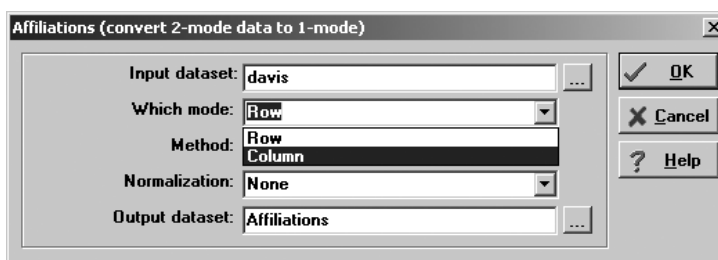 Affiliations (convert 2-mode data to 1-mode)
Input dataset: davis ...
OK
Which mode: Row
Cancel
Method: Row
Column
Help
Normalization: None
Output dataset: Affiliations ...